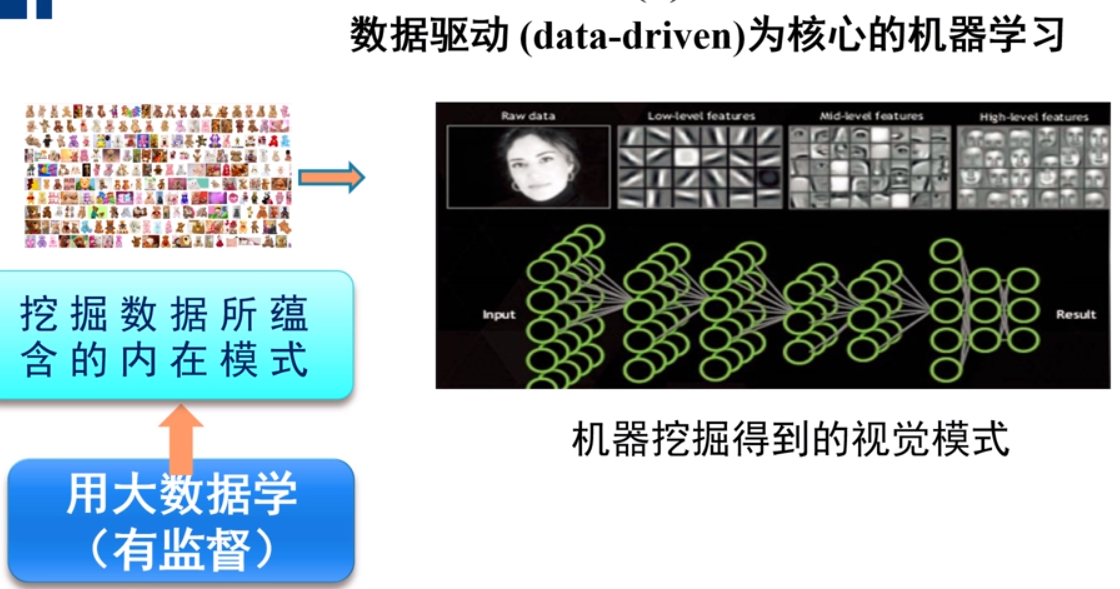 数据驱动 (data-driven)为核心的机器学习
Raw data
Low-level features
Mid-level features
High-level features
Input
Result
挖掘数据所蕴
含的内在模式
机器挖掘得到的视觉模式
用大数据学
（有监督）